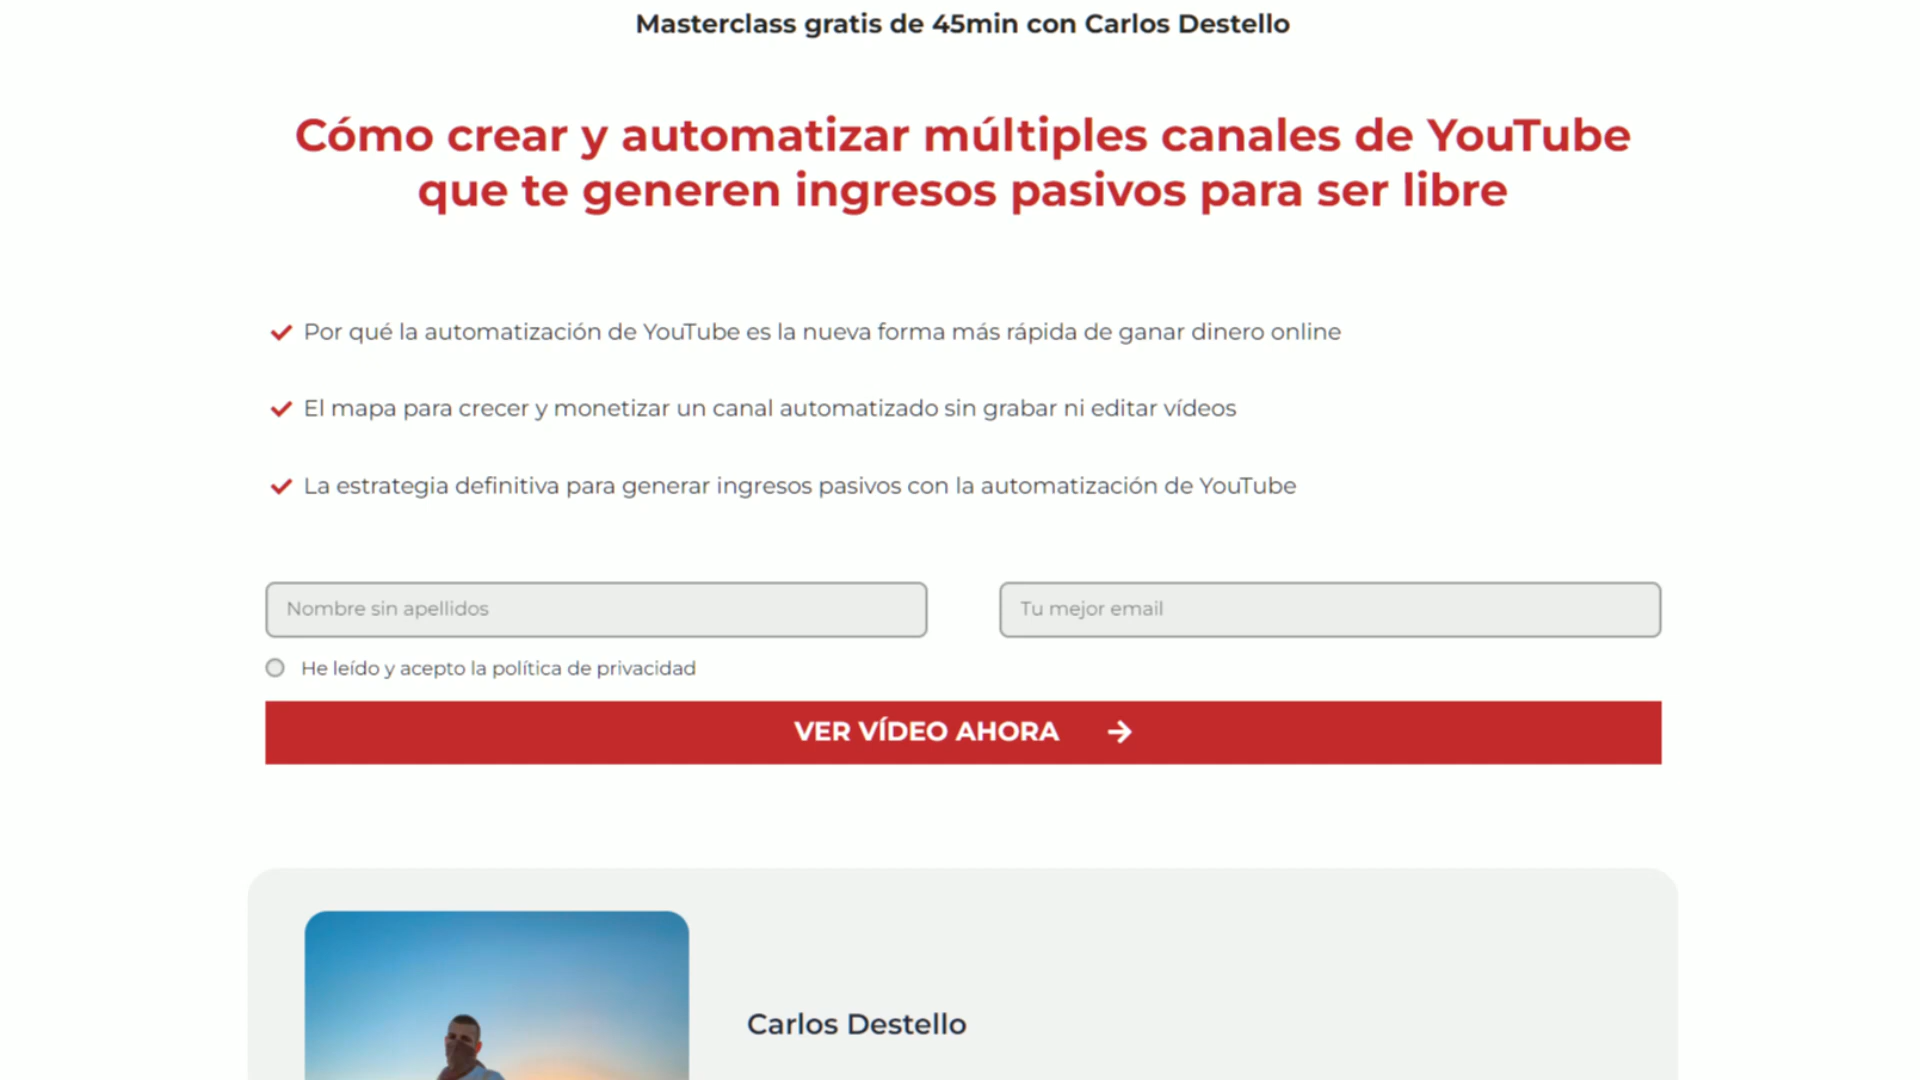 Masterclass gratis de 45min con Carlos Destello
Cómo crear y automatizar múltiples canales de YouTube
que te generen ingresos pasivos para ser libre
Por qué la automatización de YouTube es la nueva forma más rápida de ganar dinero online
El mapa para crecer y monetizar un canal automatizado sin grabar ni editar vídeos
La estrategia definitiva para generar ingresos pasivos con la automatización de YouTube
Nombre sin apellidos
Tu mejor email
He leído y acepto la política de privacidad
VER VÍDEO AHORA
Carlos Destello